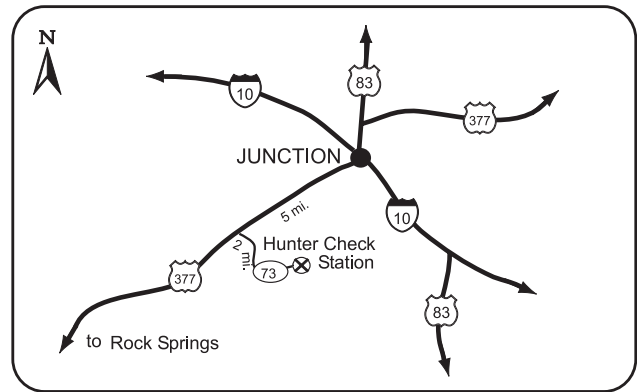 N
83
10
377
JUNCTION
5 mi.
10
Hunter Check
Station
2 mi.
73
377
83
to Rock Springs